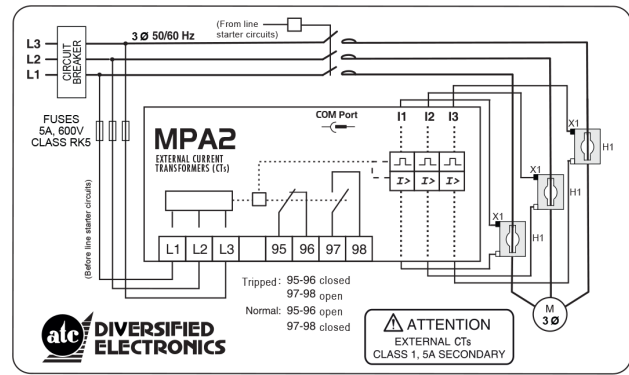 (From line
starter circuits)
3 Ø 50/60 Hz
L3
L2
L1
CIRCUIT
BREAKER
FUSES
5A, 600V
CLASS RK5
(Before line starter circuits)
MPA2
EXTERNAL CURRENT
TRANSFORMERS (CTs)
COM Port
I1 I2 I3
I> I> I>
X1
H1
X1
H1
X1
H1
L1 L2 L3 95 96 97 98
M
3 Ø
Tripped: 95-96 closed
97-98 open
Normal: 95-96 open
97-98 closed
atc DIVERSIFIED
ELECTRONICS
! ATTENTION
EXTERNAL CTs
CLASS 1, 5A SECONDARY